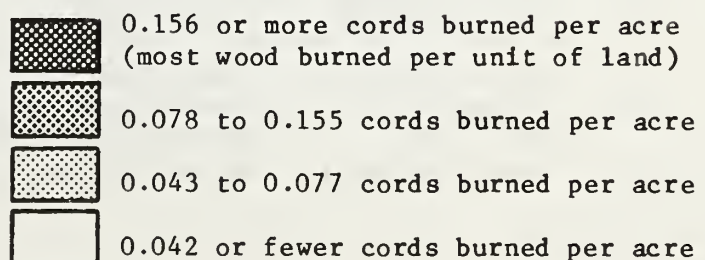 0.156 or more cords burned per acre
(most wood burned per unit of land)
0.078 to 0.155 cords burned per acre
0.043 to 0.077 cords burned per acre
0.042 or fewer cords burned per acre